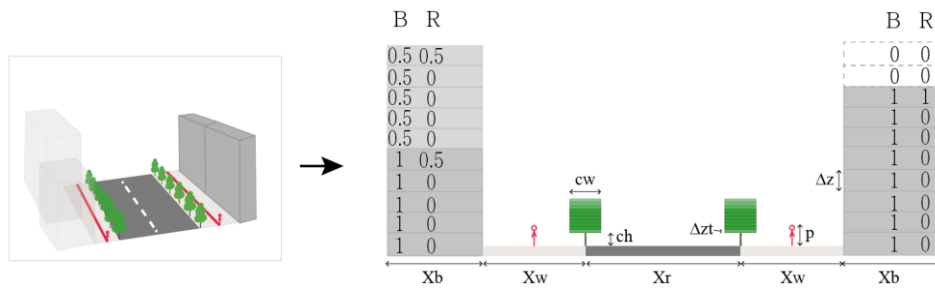 B R B R
0.5 0.5 0 0
0.5 0 0 0
0.5 0 1 1
0.5 0 1 0
0.5 0 1 0
1 0.5 1 0
1 0 cw Δz 1 0
1 0 1 0
1 0 ch Δzt p 1 0
1 0 1 0
Xb Xw Xr Xw Xb